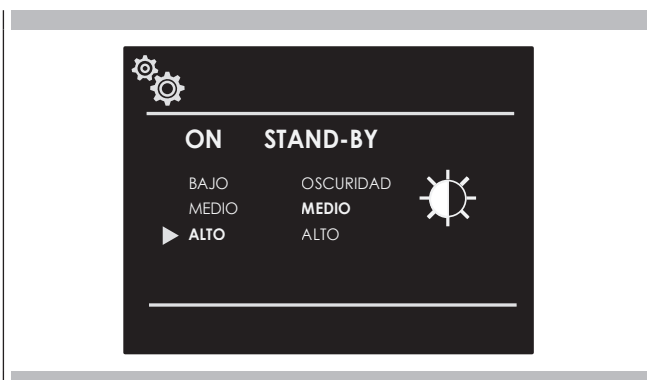 ON STAND-BY
BAJO OSCURIDAD
MEDIO MEDIO
ALTO ALTO